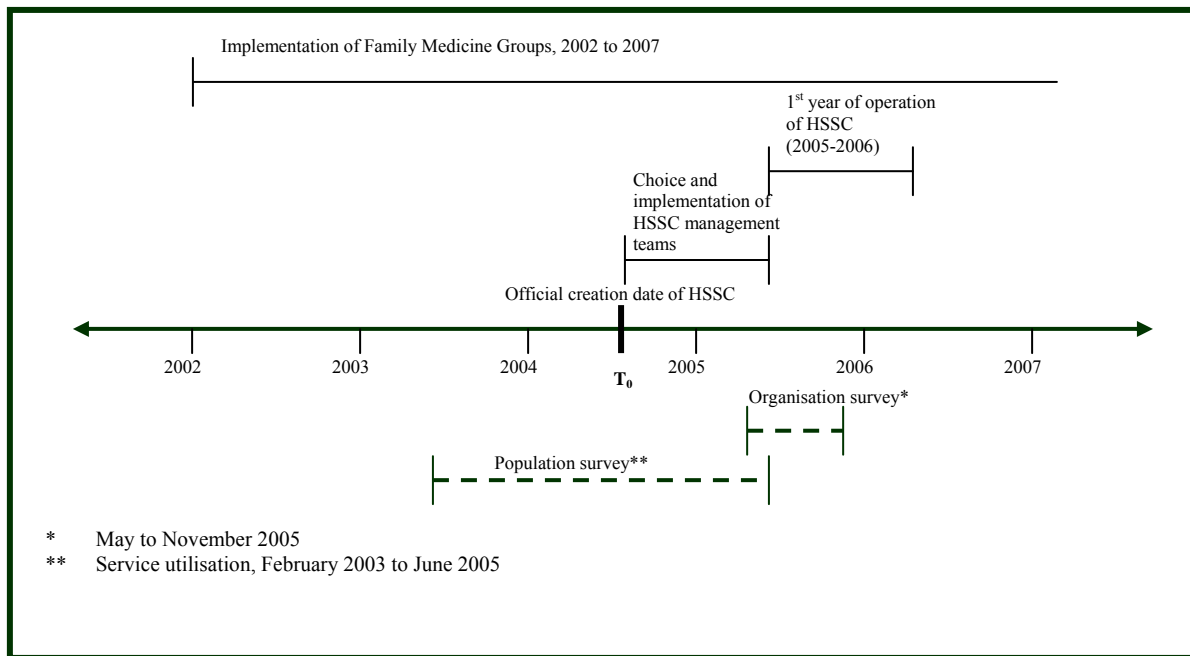 Implementation of Family Medicine Groups, 2002 to 2007
1st year of operation
of HSSC
(2005-2006)
Choice and
implementation of
HSSC management
teams
Official creation date of HSSC
2002 2003 2004 2005 2006 2007
T0
Organisation survey*
Population survey**
* May to November 2005
** Service utilisation, February 2003 to June 2005